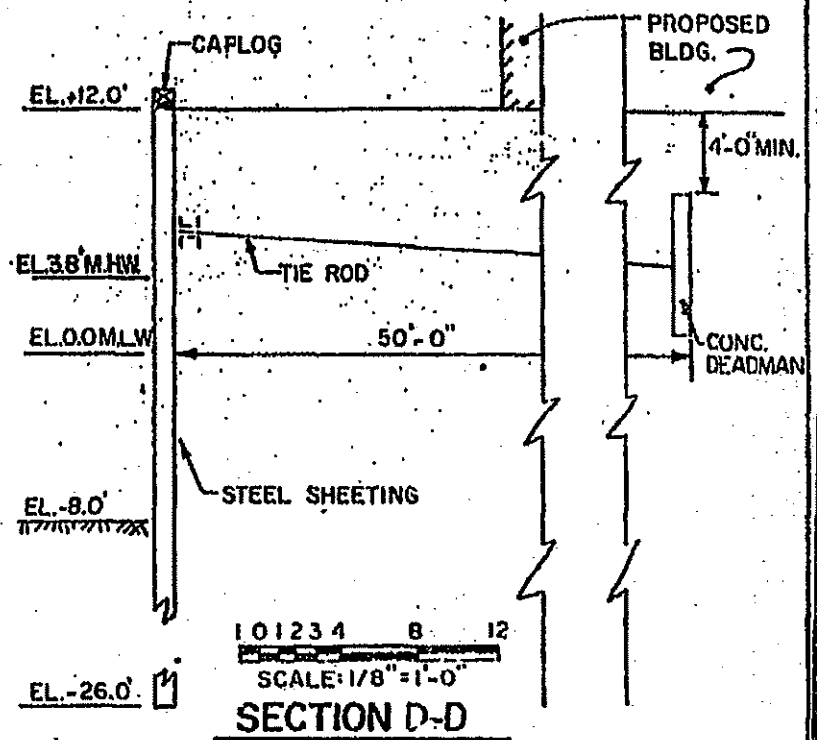 CAPLOG
PROPOSED
BLDG.
EL.+12.0'
4'-0" MIN.
EL.3.8' M.H.W.
TIE ROD
EL.0.0 M.L.W.
50'-0"
CONC.
DEADMAN
STEEL SHEETING
EL.-8.0'
1 0 1 2 3 4 8 12
SCALE: 1/8"=1'-0"
EL.-26.0'
SECTION D-D